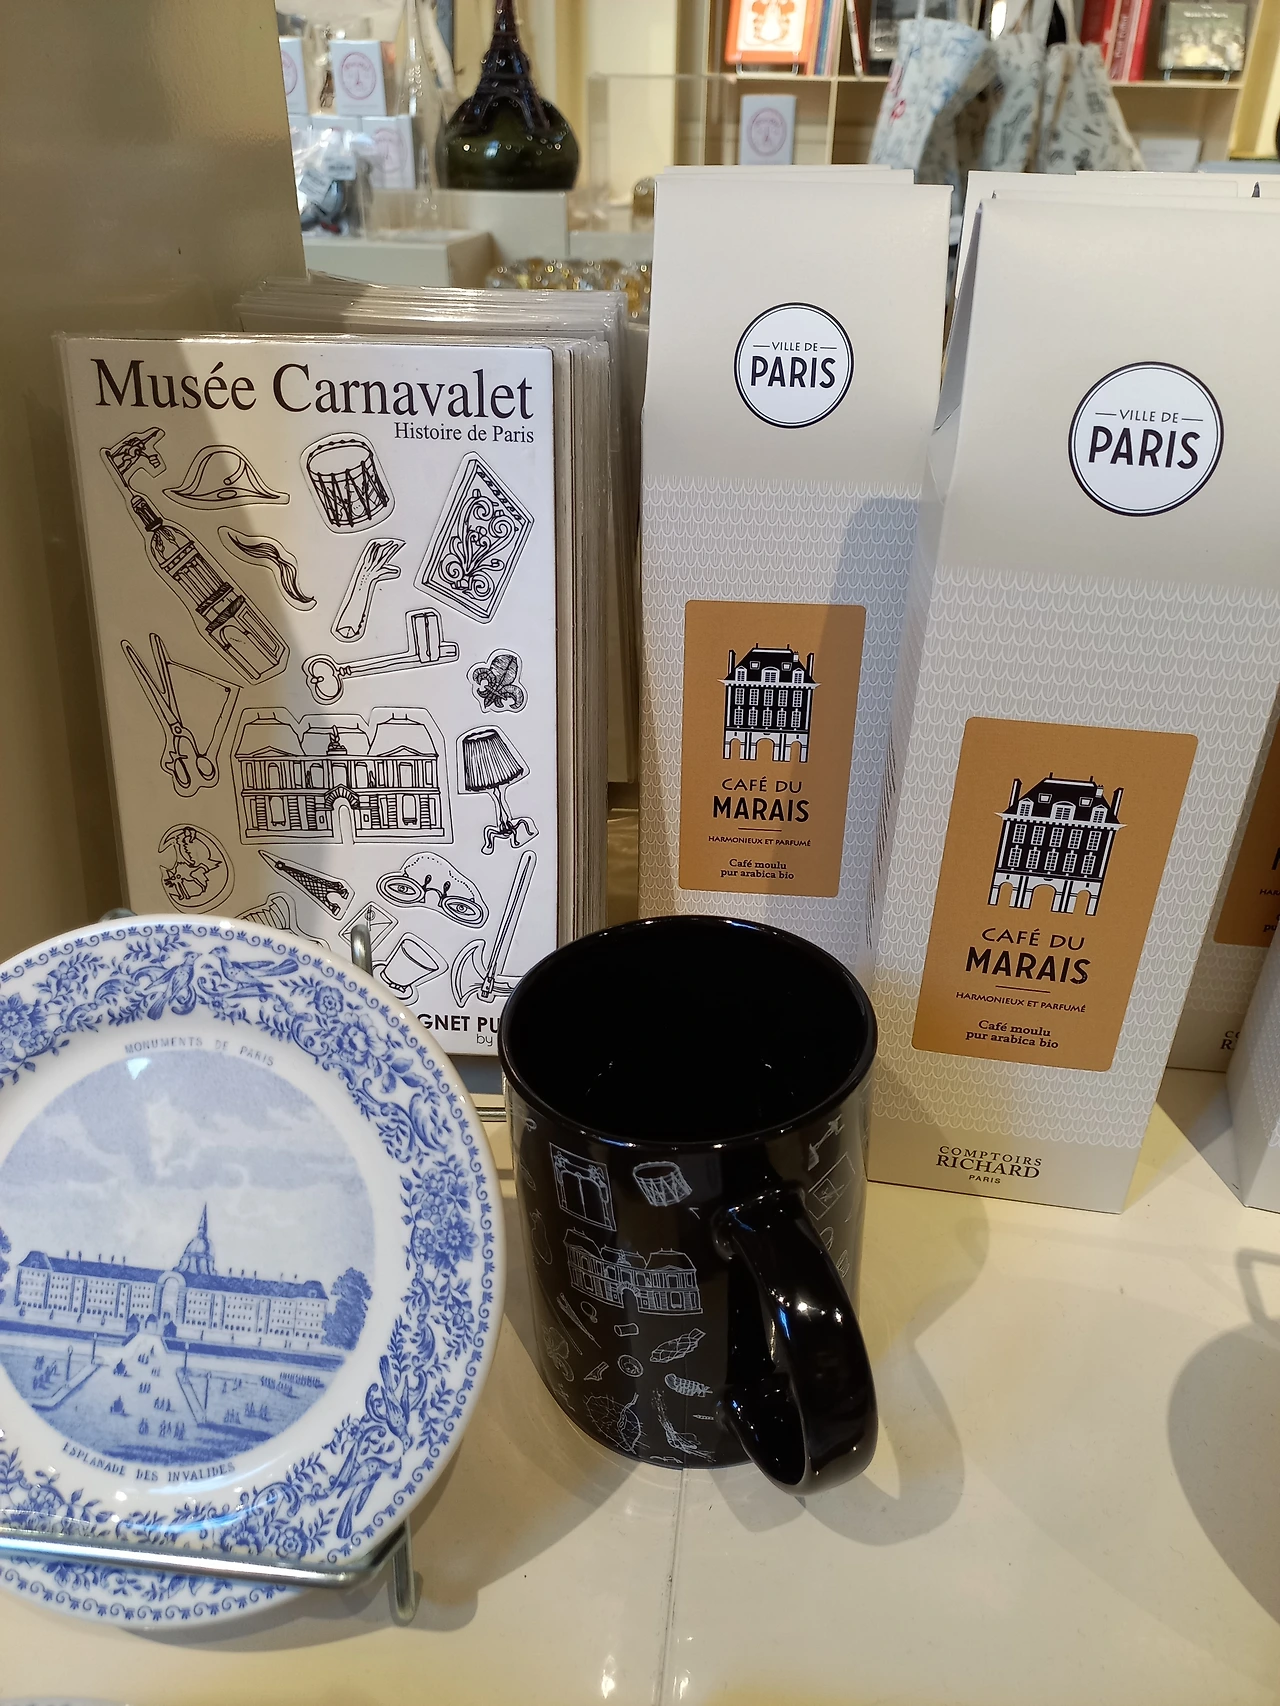 Musée Carnavalet
Histoire de Paris
GNET PU
by
VILLE DE
PARIS
CAFÉ DU
MARAIS
HARMONIEUX ET PARFUMÉ
Café moulu
pur arabica bio
VILLE DE
PARIS
CAFÉ DU
MARAIS
HARMONIEUX ET PARFUMÉ
Café moulu
pur arabica bio
COMPTOIRS
RICHARD
PARIS
MONUMENTS DE PARIS
ESPLANADE DES INVALIDES